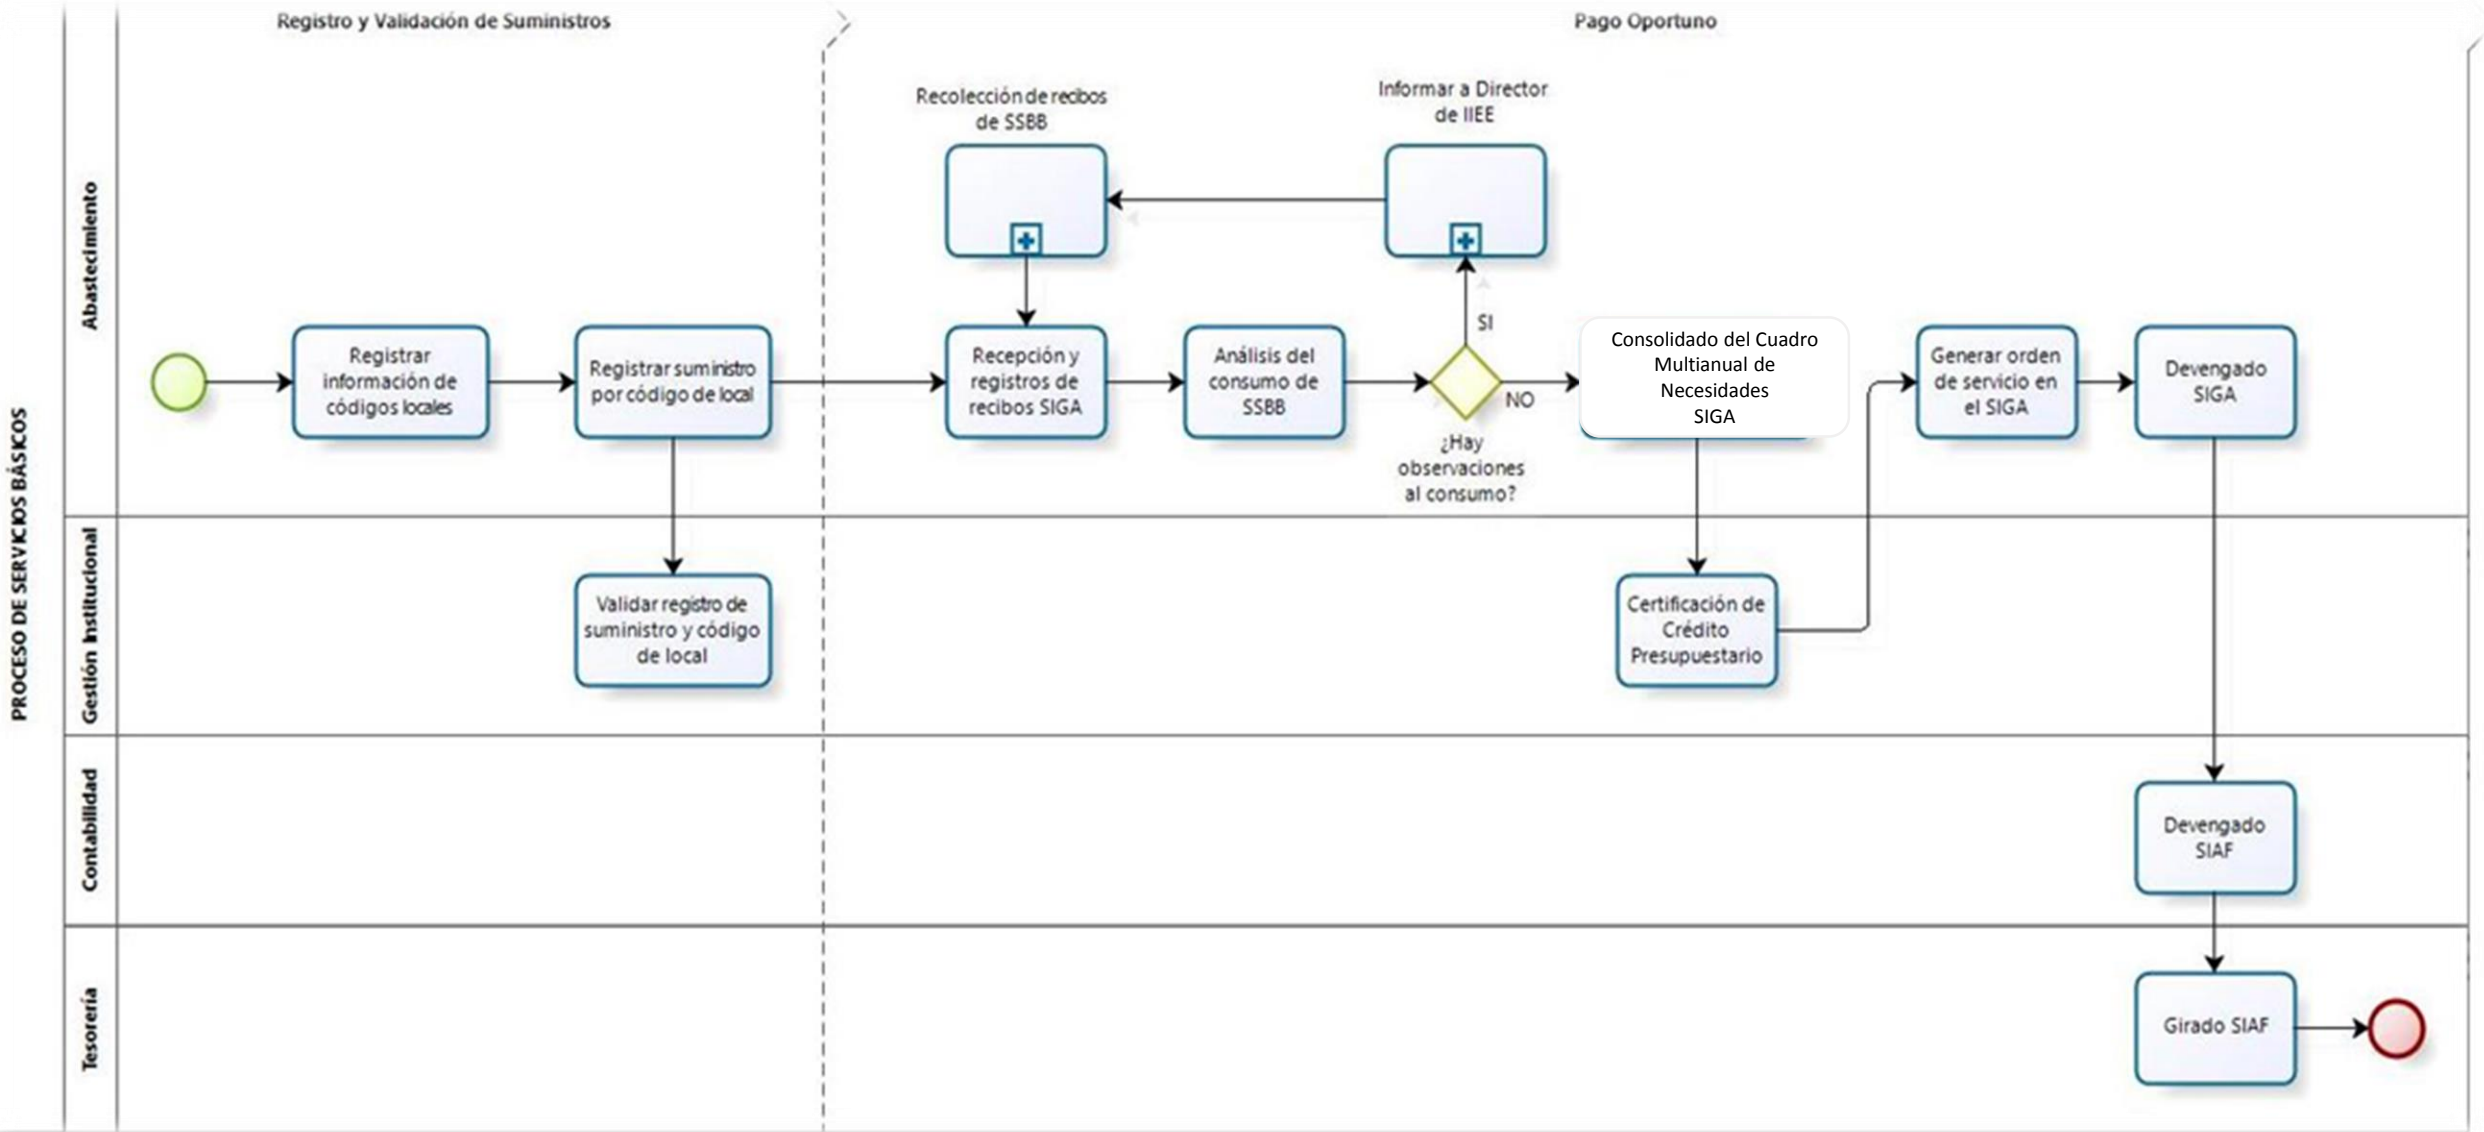 Registro y Validación de Suministros
Pago Oportuno
PROCESO DE SERVICIOS BÁSICOS
Abastecimiento
Recolección de recibos
de SSBB
Informar a Director
de IIEE
Registrar
información de
códigos locales
Registrar suministro
por código de local
Recepción y
registros de
recibos SIGA
Análisis del
consumo de
SSBB
SI
NO
¿Hay
observaciones
al consumo?
Consolidado del Cuadro
Multianual de
Necesidades
SIGA
Generar orden
de servicio en
el SIGA
Devengado
SIGA
Gestión Institucional
Validar registro de
suministro y código
de local
Certificación de
Crédito
Presupuestario
Contabilidad
Devengado
SIAF
Tesorería
Girado SIAF